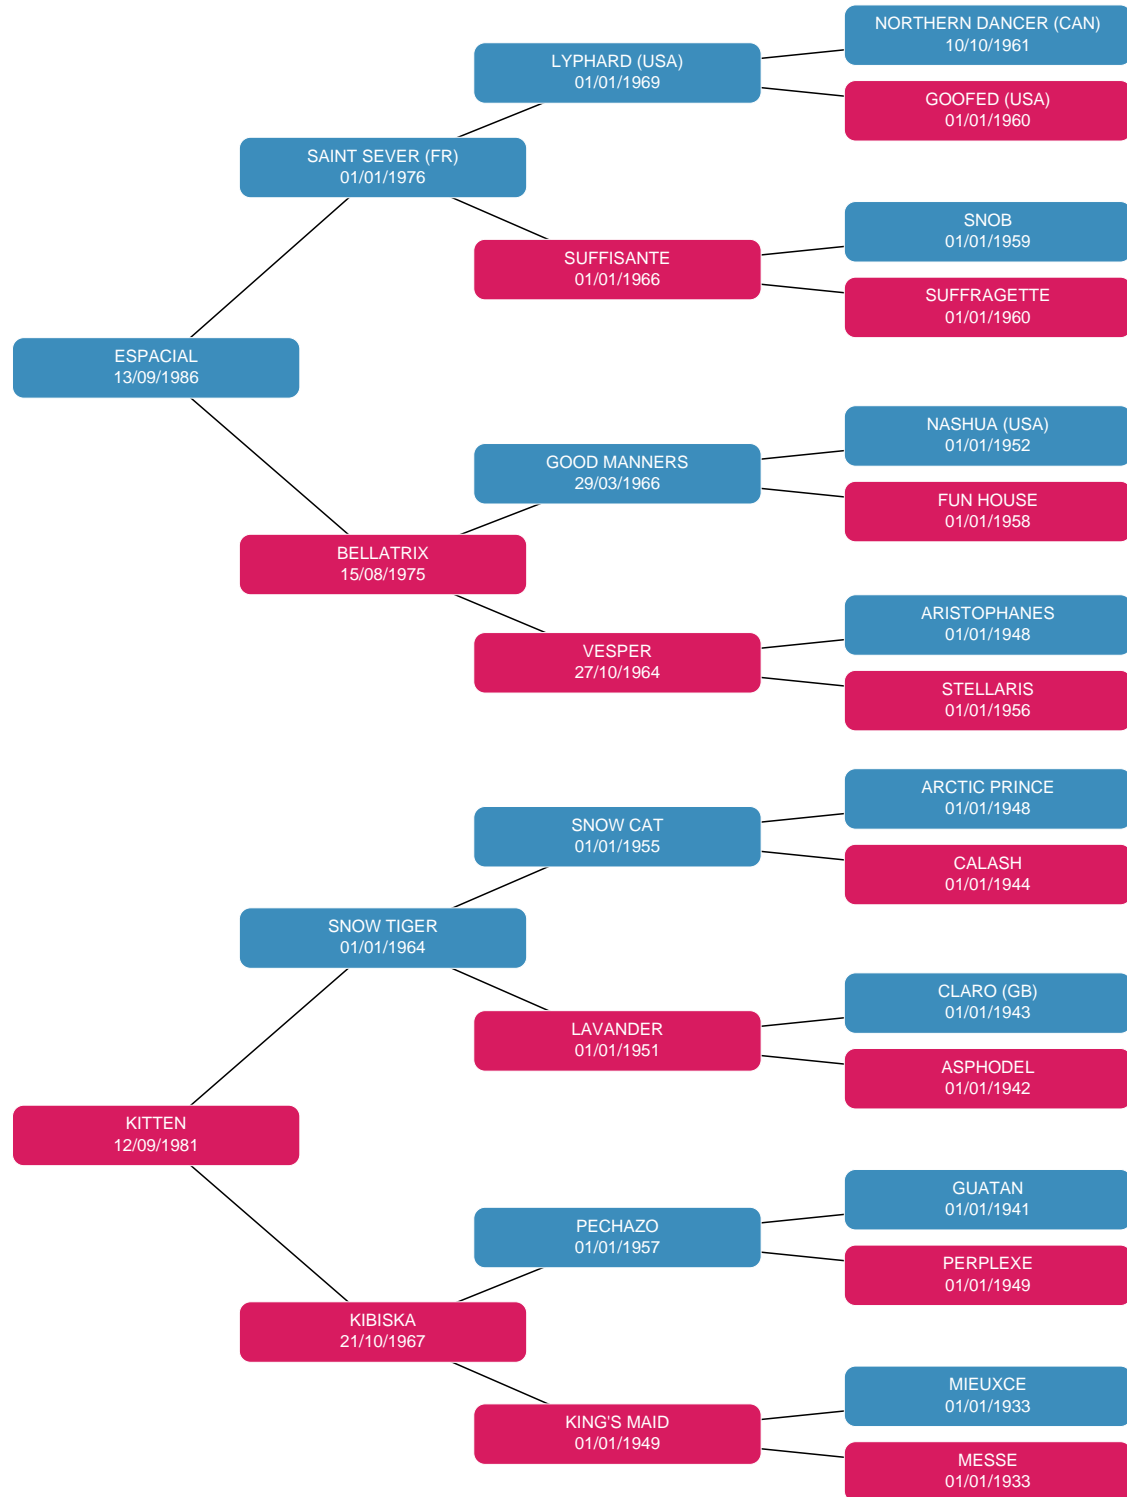 NORTHERN DANCER (CAN)
10/10/1961
LYPHARD (USA)
01/01/1969
GOOFED (USA)
01/01/1960
SAINT SEVER (FR)
01/01/1976
SNOB
01/01/1959
SUFFISANTE
01/01/1966
SUFFRAGETTE
01/01/1960
ESPACIAL
13/09/1986
NASHUA (USA)
01/01/1952
GOOD MANNERS
29/03/1966
FUN HOUSE
01/01/1958
BELLATRIX
15/08/1975
ARISTOPHANES
01/01/1948
VESPER
27/10/1964
STELLARIS
01/01/1956
ARCTIC PRINCE
01/01/1948
SNOW CAT
01/01/1955
CALASH
01/01/1944
SNOW TIGER
01/01/1964
CLARO (GB)
01/01/1943
LAVANDER
01/01/1951
ASPHODEL
01/01/1942
KITTEN
12/09/1981
GUATAN
01/01/1941
PECHAZO
01/01/1957
PERPLEXE
01/01/1949
KIBISKA
21/10/1967
MIEUXCE
01/01/1933
KING'S MAID
01/01/1949
MESSE
01/01/1933